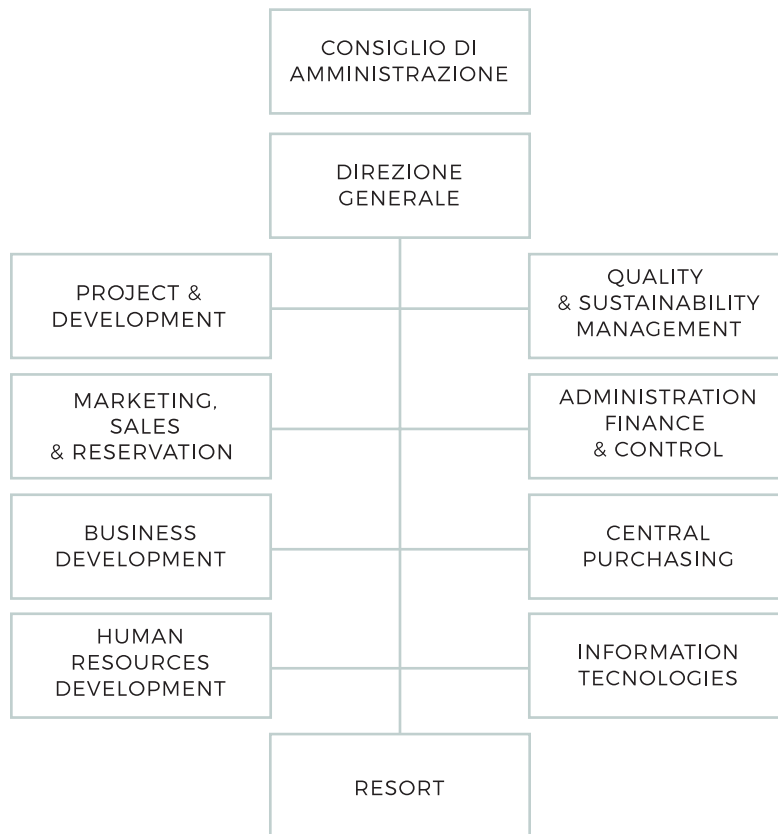 CONSIGLIO DI
AMMINISTRAZIONE
DIREZIONE
GENERALE
PROJECT &
DEVELOPMENT
QUALITY
& SUSTAINABILITY
MANAGEMENT
MARKETING,
SALES
& RESERVATION
ADMINISTRATION
FINANCE
& CONTROL
BUSINESS
DEVELOPMENT
CENTRAL
PURCHASING
HUMAN
RESOURCES
DEVELOPMENT
INFORMATION
TECNOLOGIES
RESORT